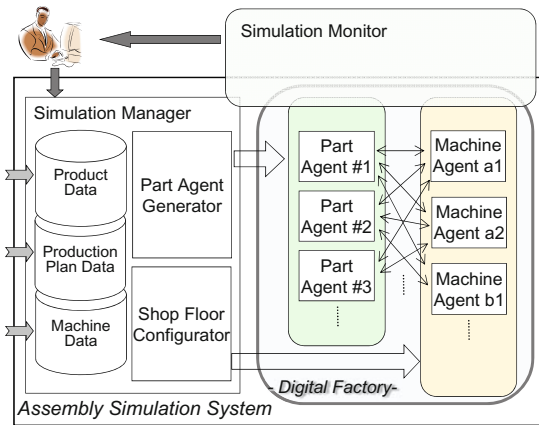 Simulation Monitor
Simulation Manager
Product
Data
Production
Plan Data
Machine
Data
Part Agent
Generator
Shop Floor
Configurator
Part
Agent #1
Part
Agent #2
Part
Agent #3
Machine
Agent a1
Machine
Agent a2
Machine
Agent b1
- Digital Factory-
Assembly Simulation System